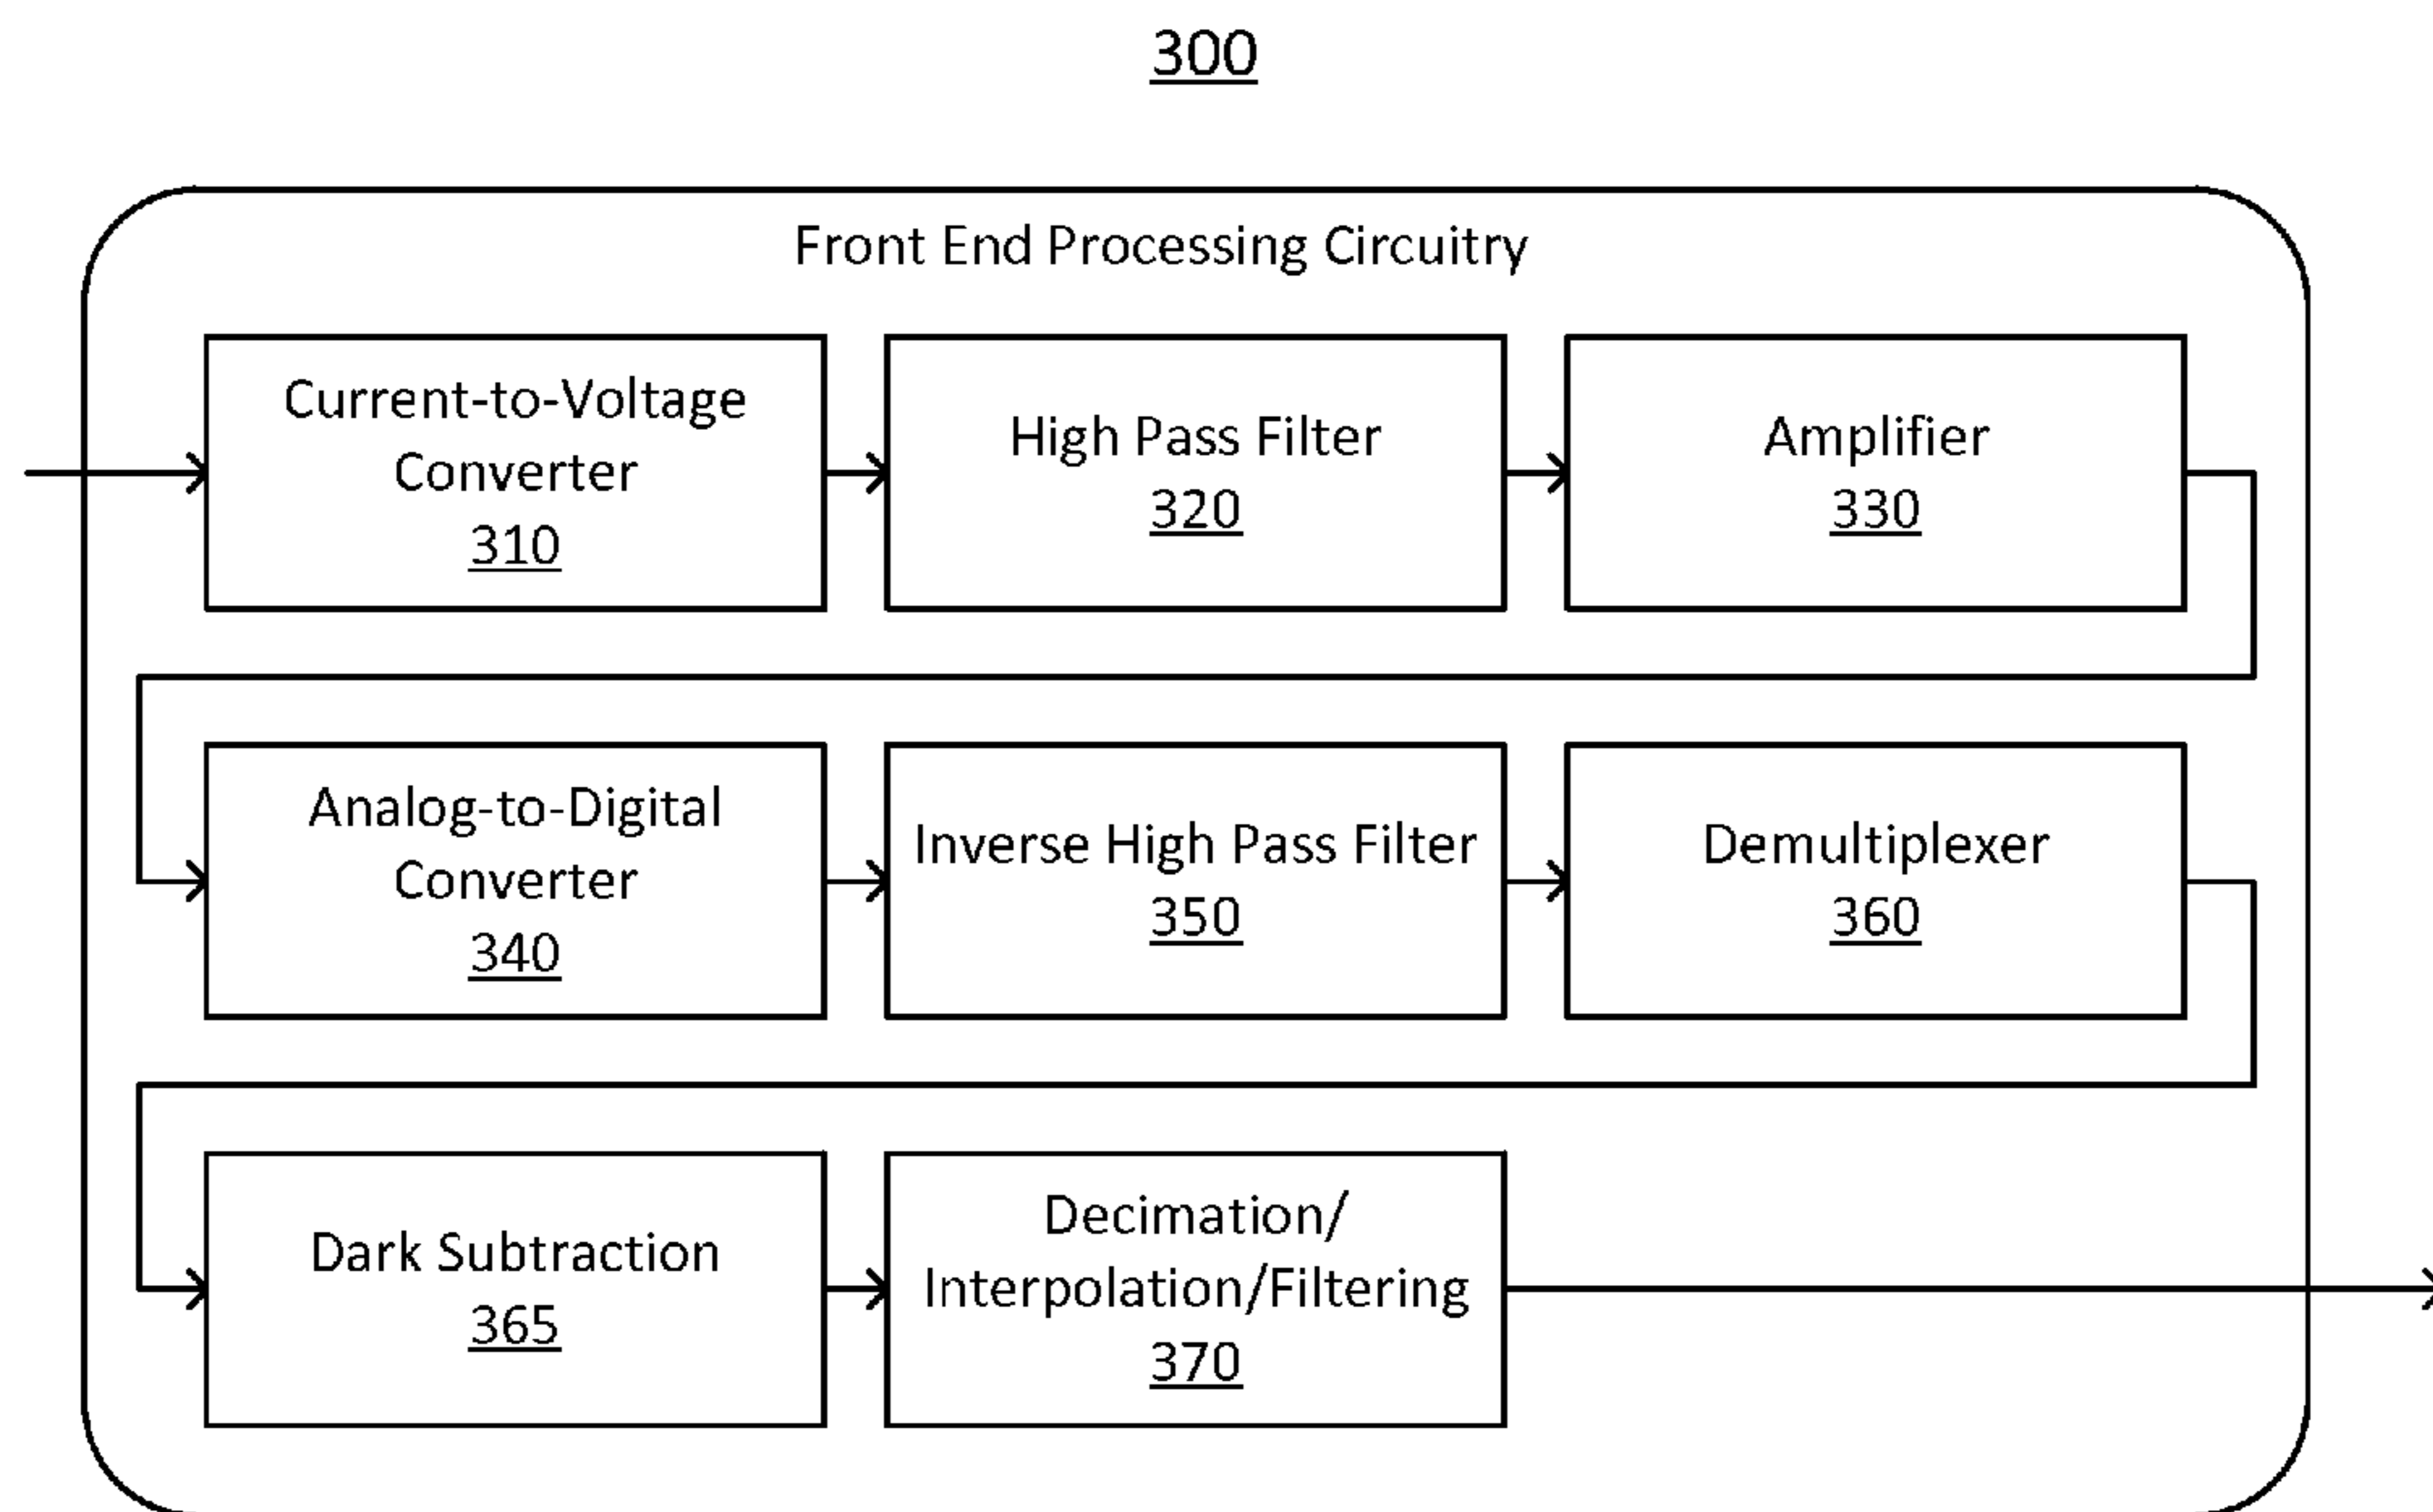 300
Front End Processing Circuitry
Current-to-Voltage
Converter
310
High Pass Filter
320
Amplifier
330
Analog-to-Digital
Converter
340
Inverse High Pass Filter
350
Demultiplexer
360
Dark Subtraction
365
Decimation/
Interpolation/Filtering
370